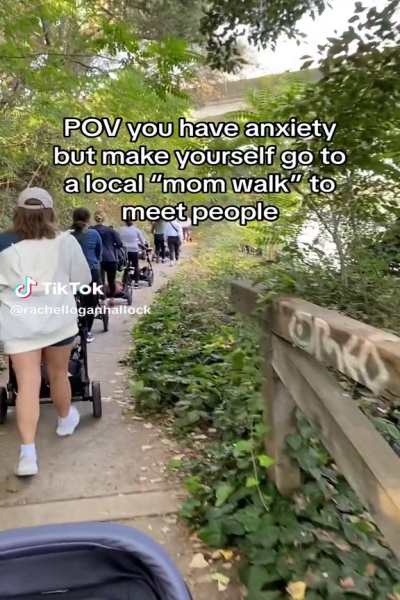 POV you have anxiety
but make yourself go to
a local “mom walk” to
meet people
TikTok
@rachelloganhallock